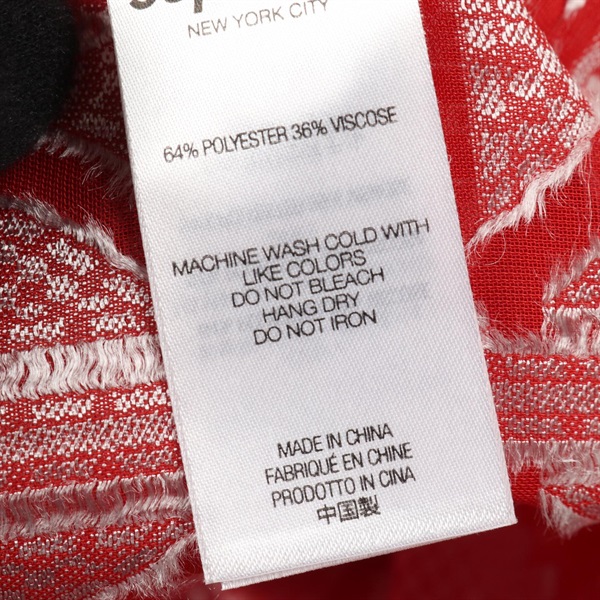 NEW YORK CITY
64% POLYESTER 36% VISCOSE
MACHINE WASH COLD WITH
LIKE COLORS
DO NOT BLEACH
HANG DRY
DO NOT IRON
MADE IN CHINA
FABRIQUÉ EN CHINE
PRODOTTO IN CINA
中国製